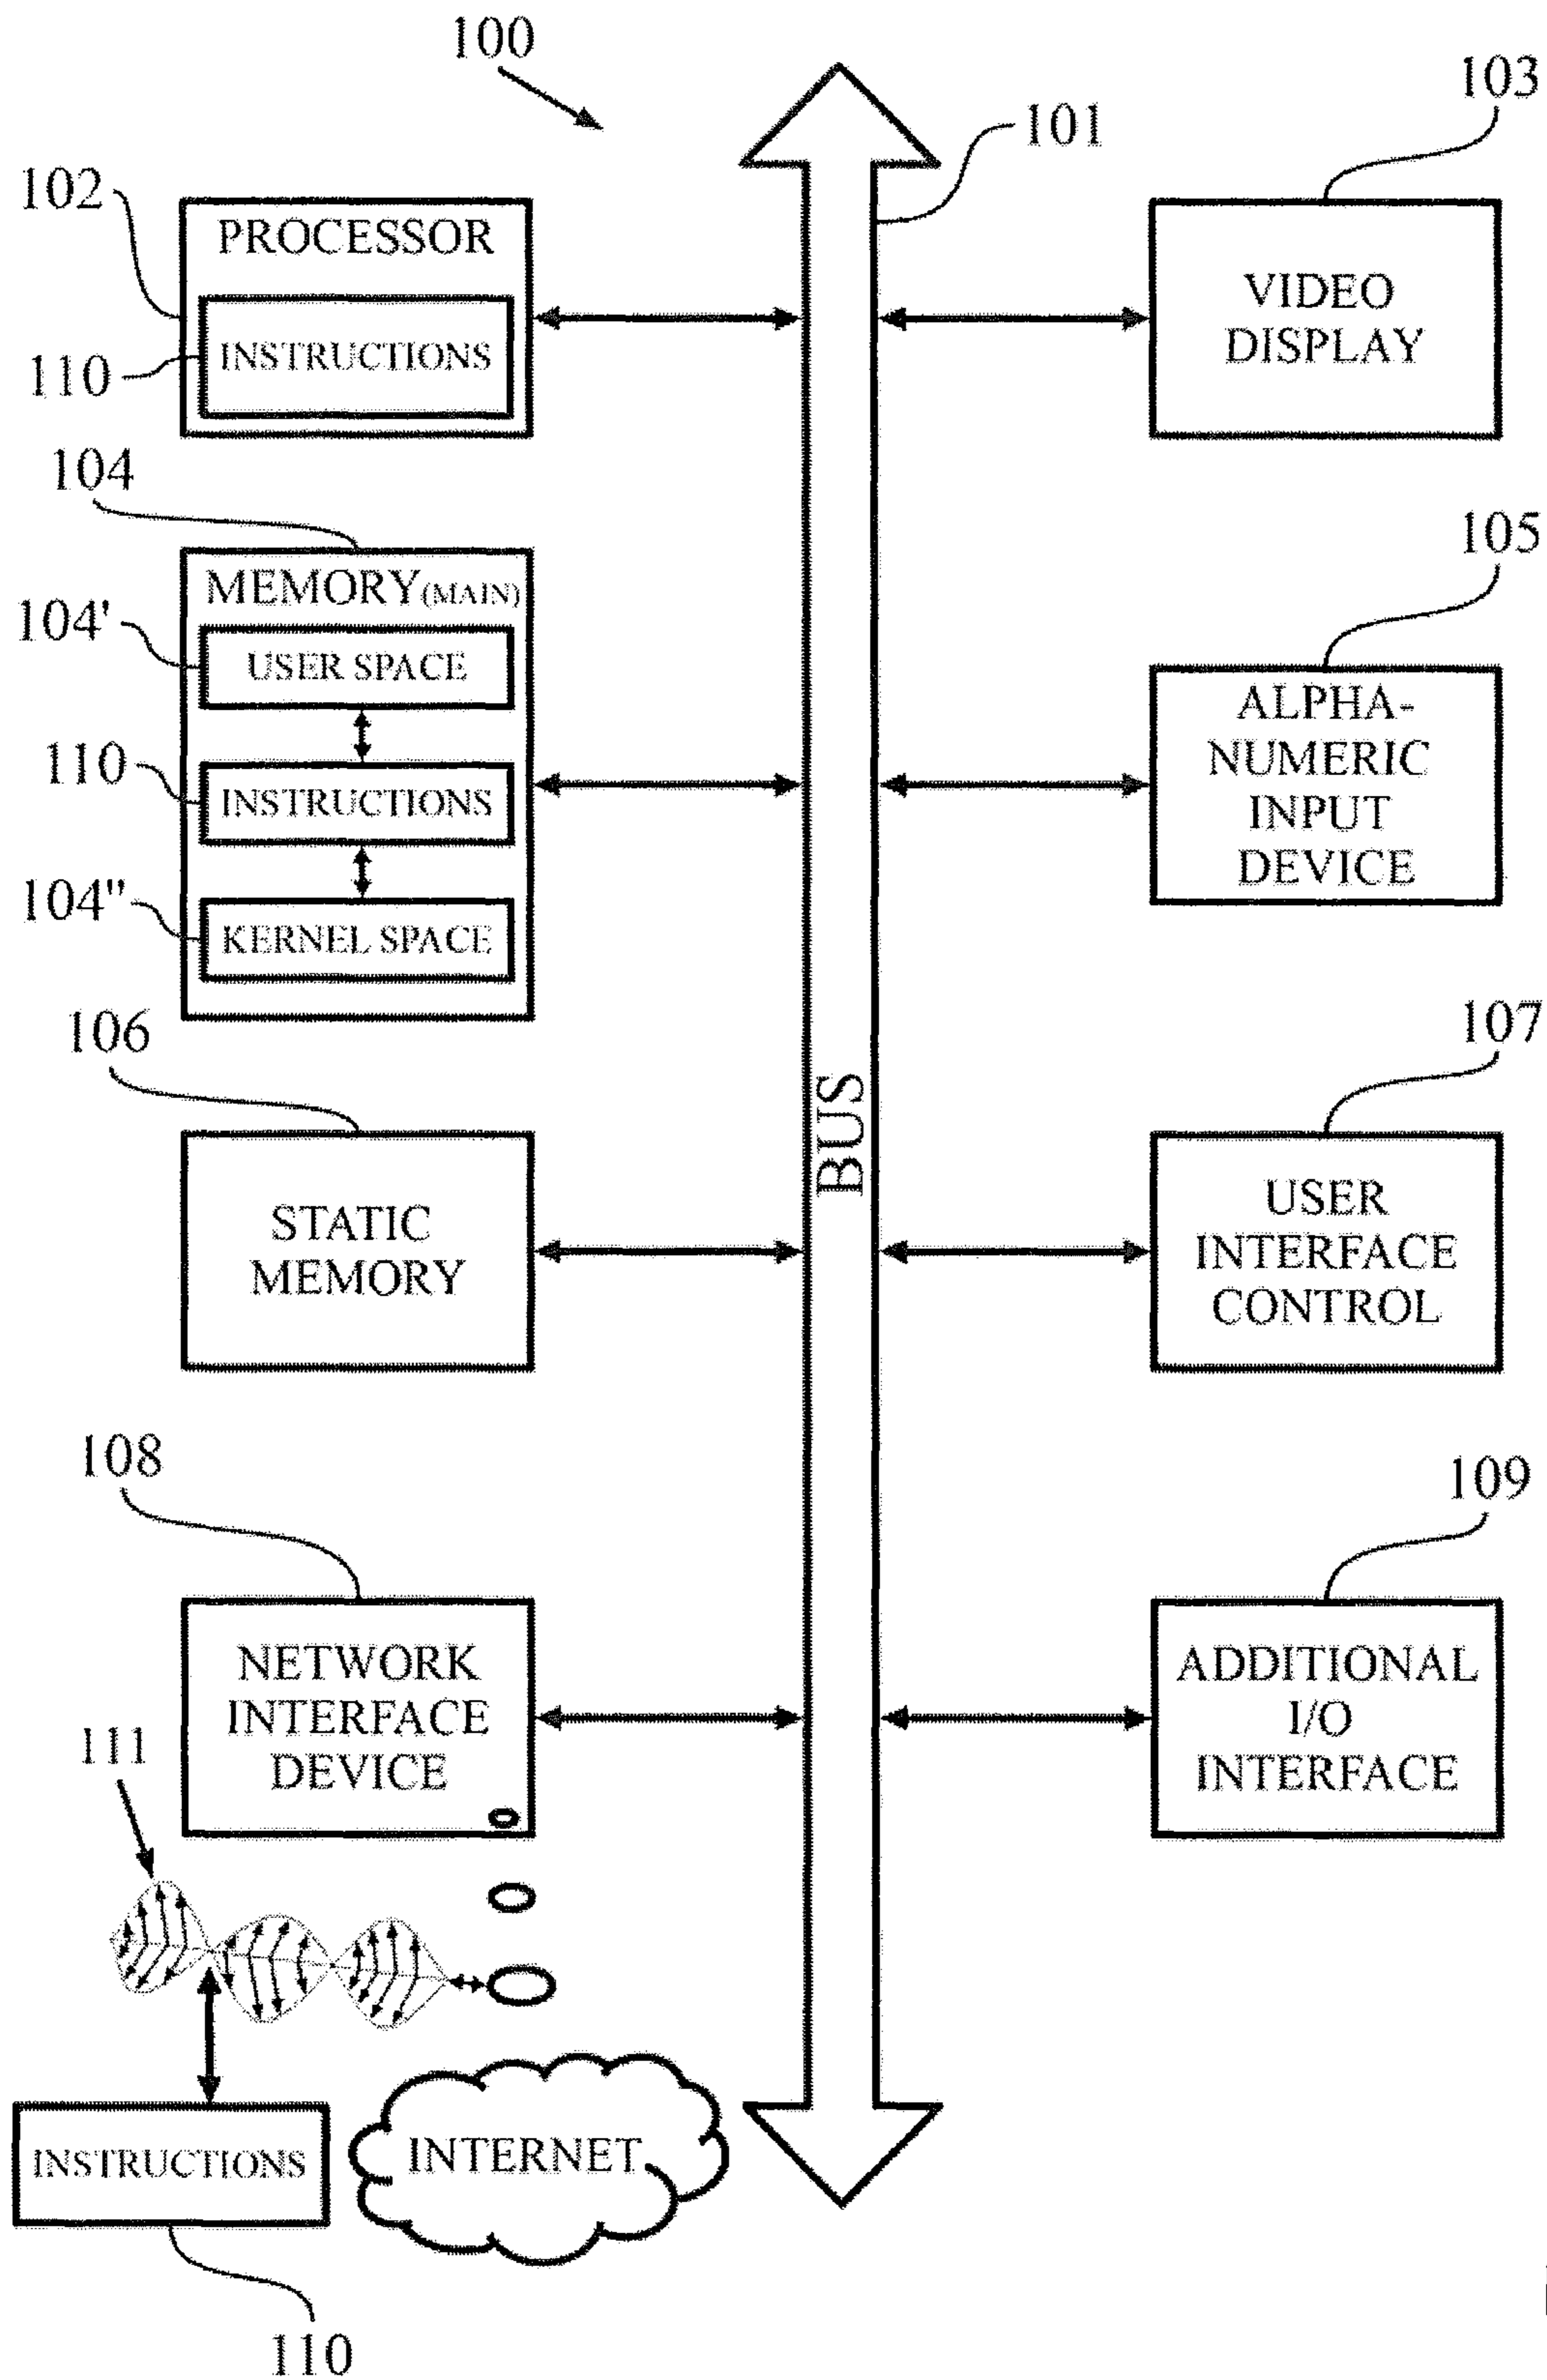 100
101
103
102
PROCESSOR
INSTRUCTIONS
110
VIDEO
DISPLAY
104
MEMORY(MAIN)
104'
USER SPACE
110
INSTRUCTIONS
104"
KERNEL SPACE
105
ALPHA-
NUMERIC
INPUT
DEVICE
106
STATIC
MEMORY
BUS
107
USER
INTERFACE
CONTROL
108
NETWORK
INTERFACE
DEVICE
109
ADDITIONAL
I/O
INTERFACE
111
INSTRUCTIONS
INTERNET
110